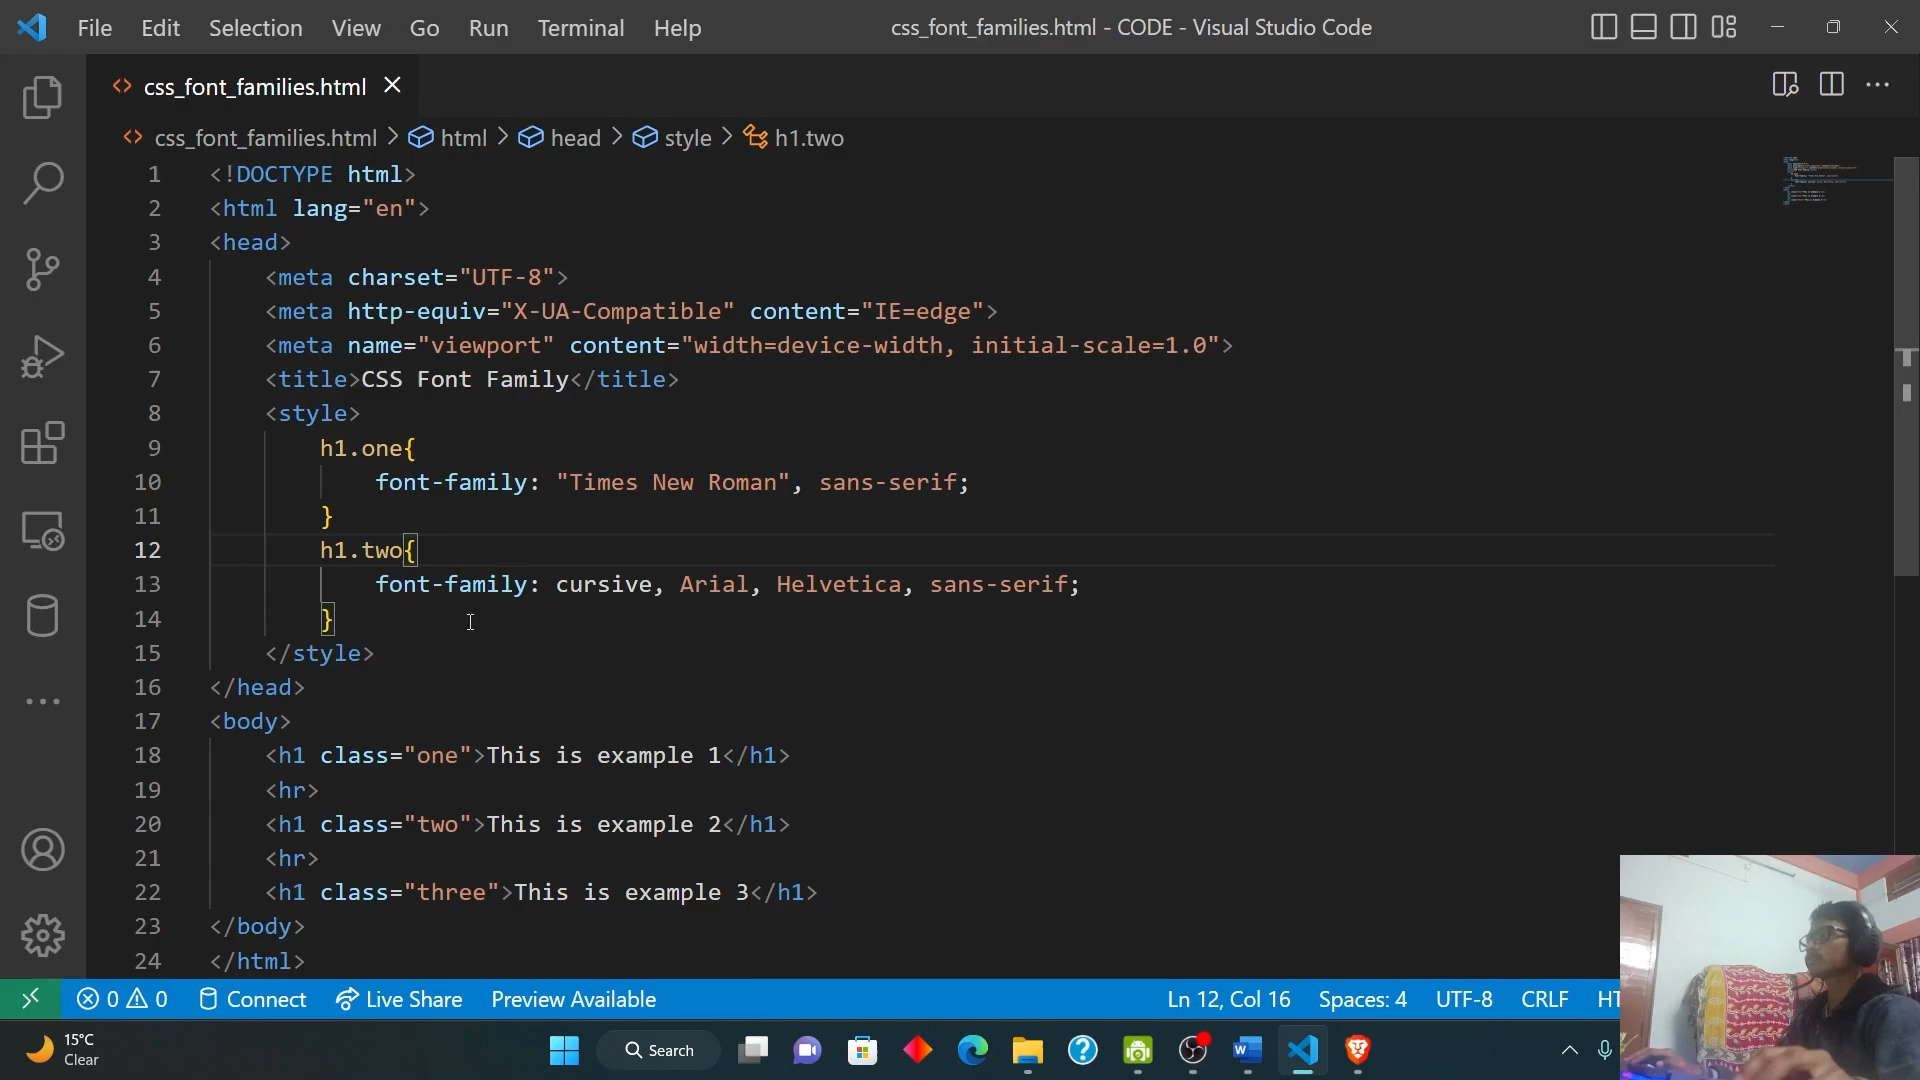 File Edit Selection View Go Run Terminal Help css_font_families.html - CODE - Visual Studio Code
css_font_families.html
css_font_families.html > html > head > style > h1.two
1 <!DOCTYPE html>
2 <html lang="en">
3 <head>
4 <meta charset="UTF-8">
5 <meta http-equiv="X-UA-Compatible" content="IE=edge">
6 <meta name="viewport" content="width=device-width, initial-scale=1.0">
7 <title>CSS Font Family</title>
8 <style>
9 h1.one{
10 font-family: "Times New Roman", sans-serif;
11 }
12 h1.two{
13 font-family: cursive, Arial, Helvetica, sans-serif;
14 }
15 </style>
16 </head>
17 <body>
18 <h1 class="one">This is example 1</h1>
19 <hr>
20 <h1 class="two">This is example 2</h1>
21 <hr>
22 <h1 class="three">This is example 3</h1>
23 </body>
24 </html>
0 0 Connect Live Share Preview Available Ln 12, Col 16 Spaces: 4 UTF-8 CRLF HT
15°C
Clear
Search